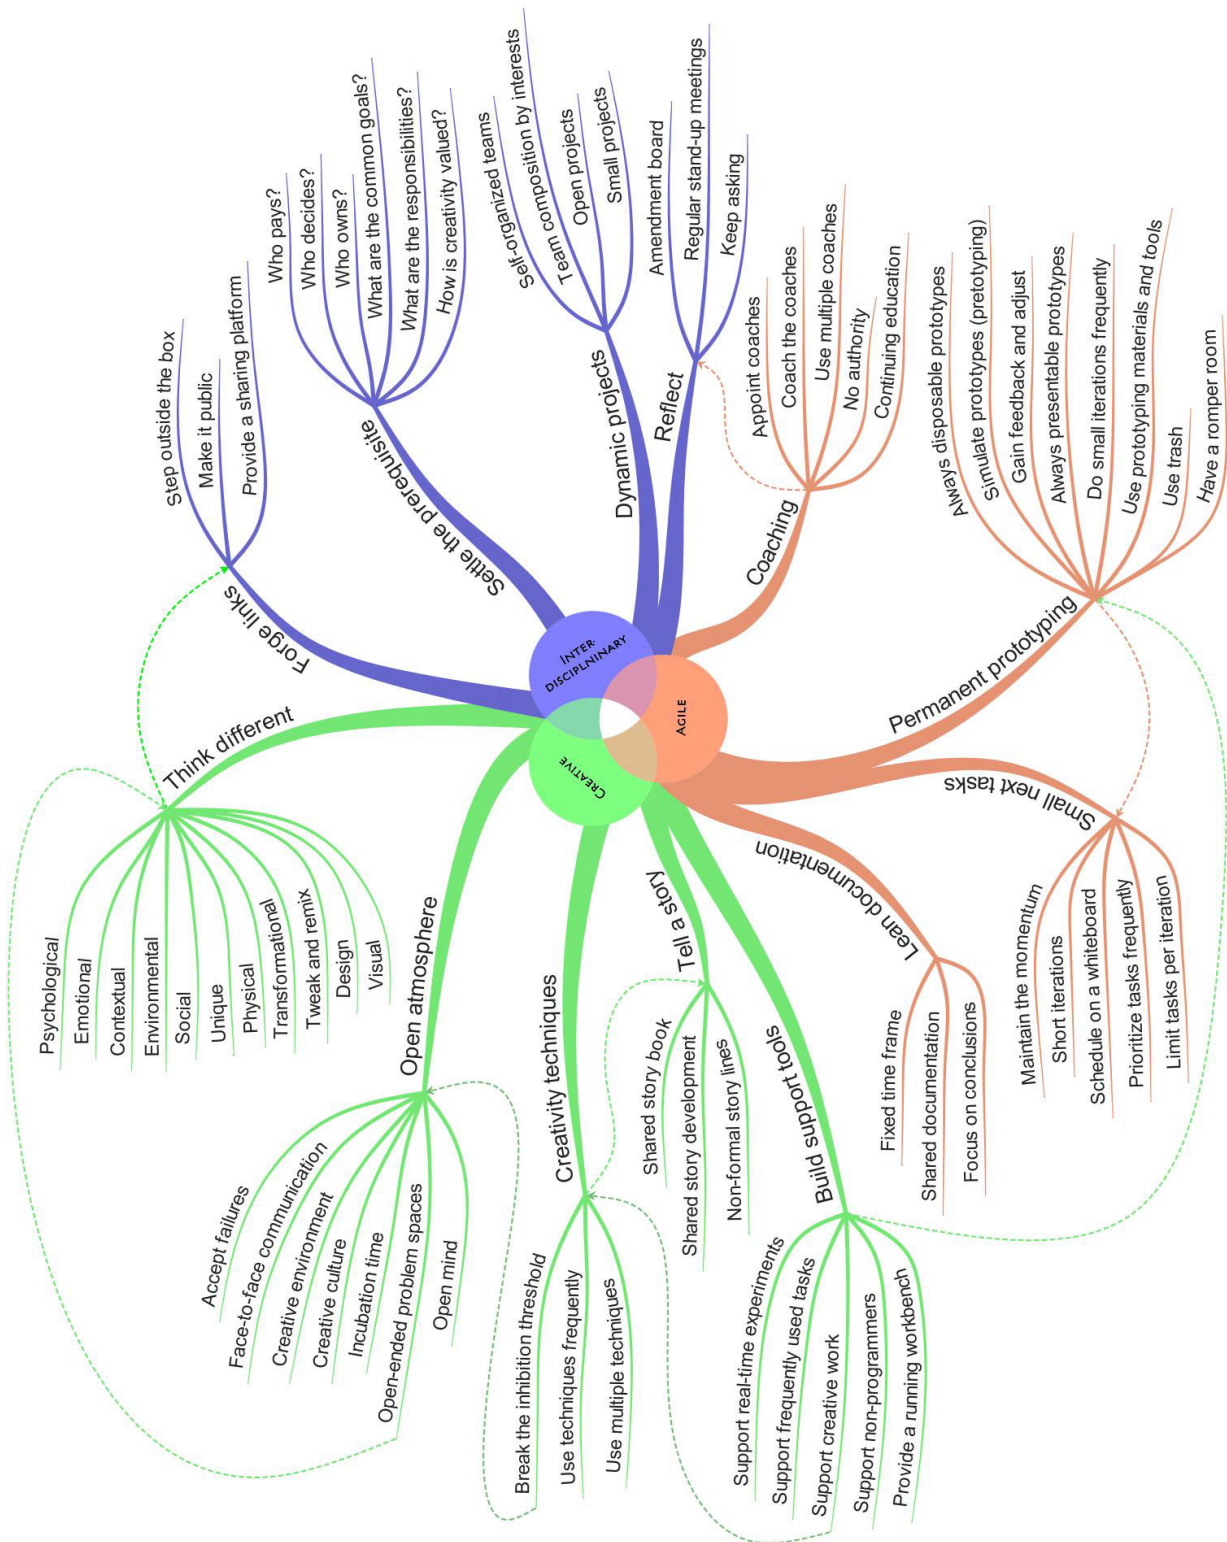 INTER-
DISCIPLNINARY
AGILE
CREATIVE
Forge links
Step outside the box
Make it public
Provide a sharing platform
Settle the prerequisite
Who pays?
Who decides?
Who owns?
What are the common goals?
What are the responsibilities?
How is creativity valued?
Dynamic projects
Self-organized teams
Team composition by interests
Open projects
Small projects
Reflect
Amendment board
Regular stand-up meetings
Keep asking
Coaching
Appoint coaches
Coach the coaches
Use multiple coaches
No authority
Continuing education
Permanent prototyping
Always disposable prototypes
Simulate prototypes (pretotyping)
Gain feedback and adjust
Always presentable prototypes
Do small iterations frequently
Use prototyping materials and tools
Use trash
Have a romper room
Small next tasks
Maintain the momentum
Short iterations
Schedule on a whiteboard
Prioritize tasks frequently
Limit tasks per iteration
Lean documentation
Fixed time frame
Shared documentation
Focus on conclusions
Build support tools
Support real-time experiments
Support frequently used tasks
Support creative work
Support non-programmers
Provide a running workbench
Tell a story
Shared story book
Shared story development
Non-formal story lines
Creativity techniques
Break the inhibition threshold
Use techniques frequently
Use multiple techniques
Open atmosphere
Accept failures
Face-to-face communication
Creative environment
Creative culture
Incubation time
Open-ended problem spaces
Open mind
Think different
Psychological
Emotional
Contextual
Environmental
Social
Unique
Physical
Transformational
Tweak and remix
Design
Visual